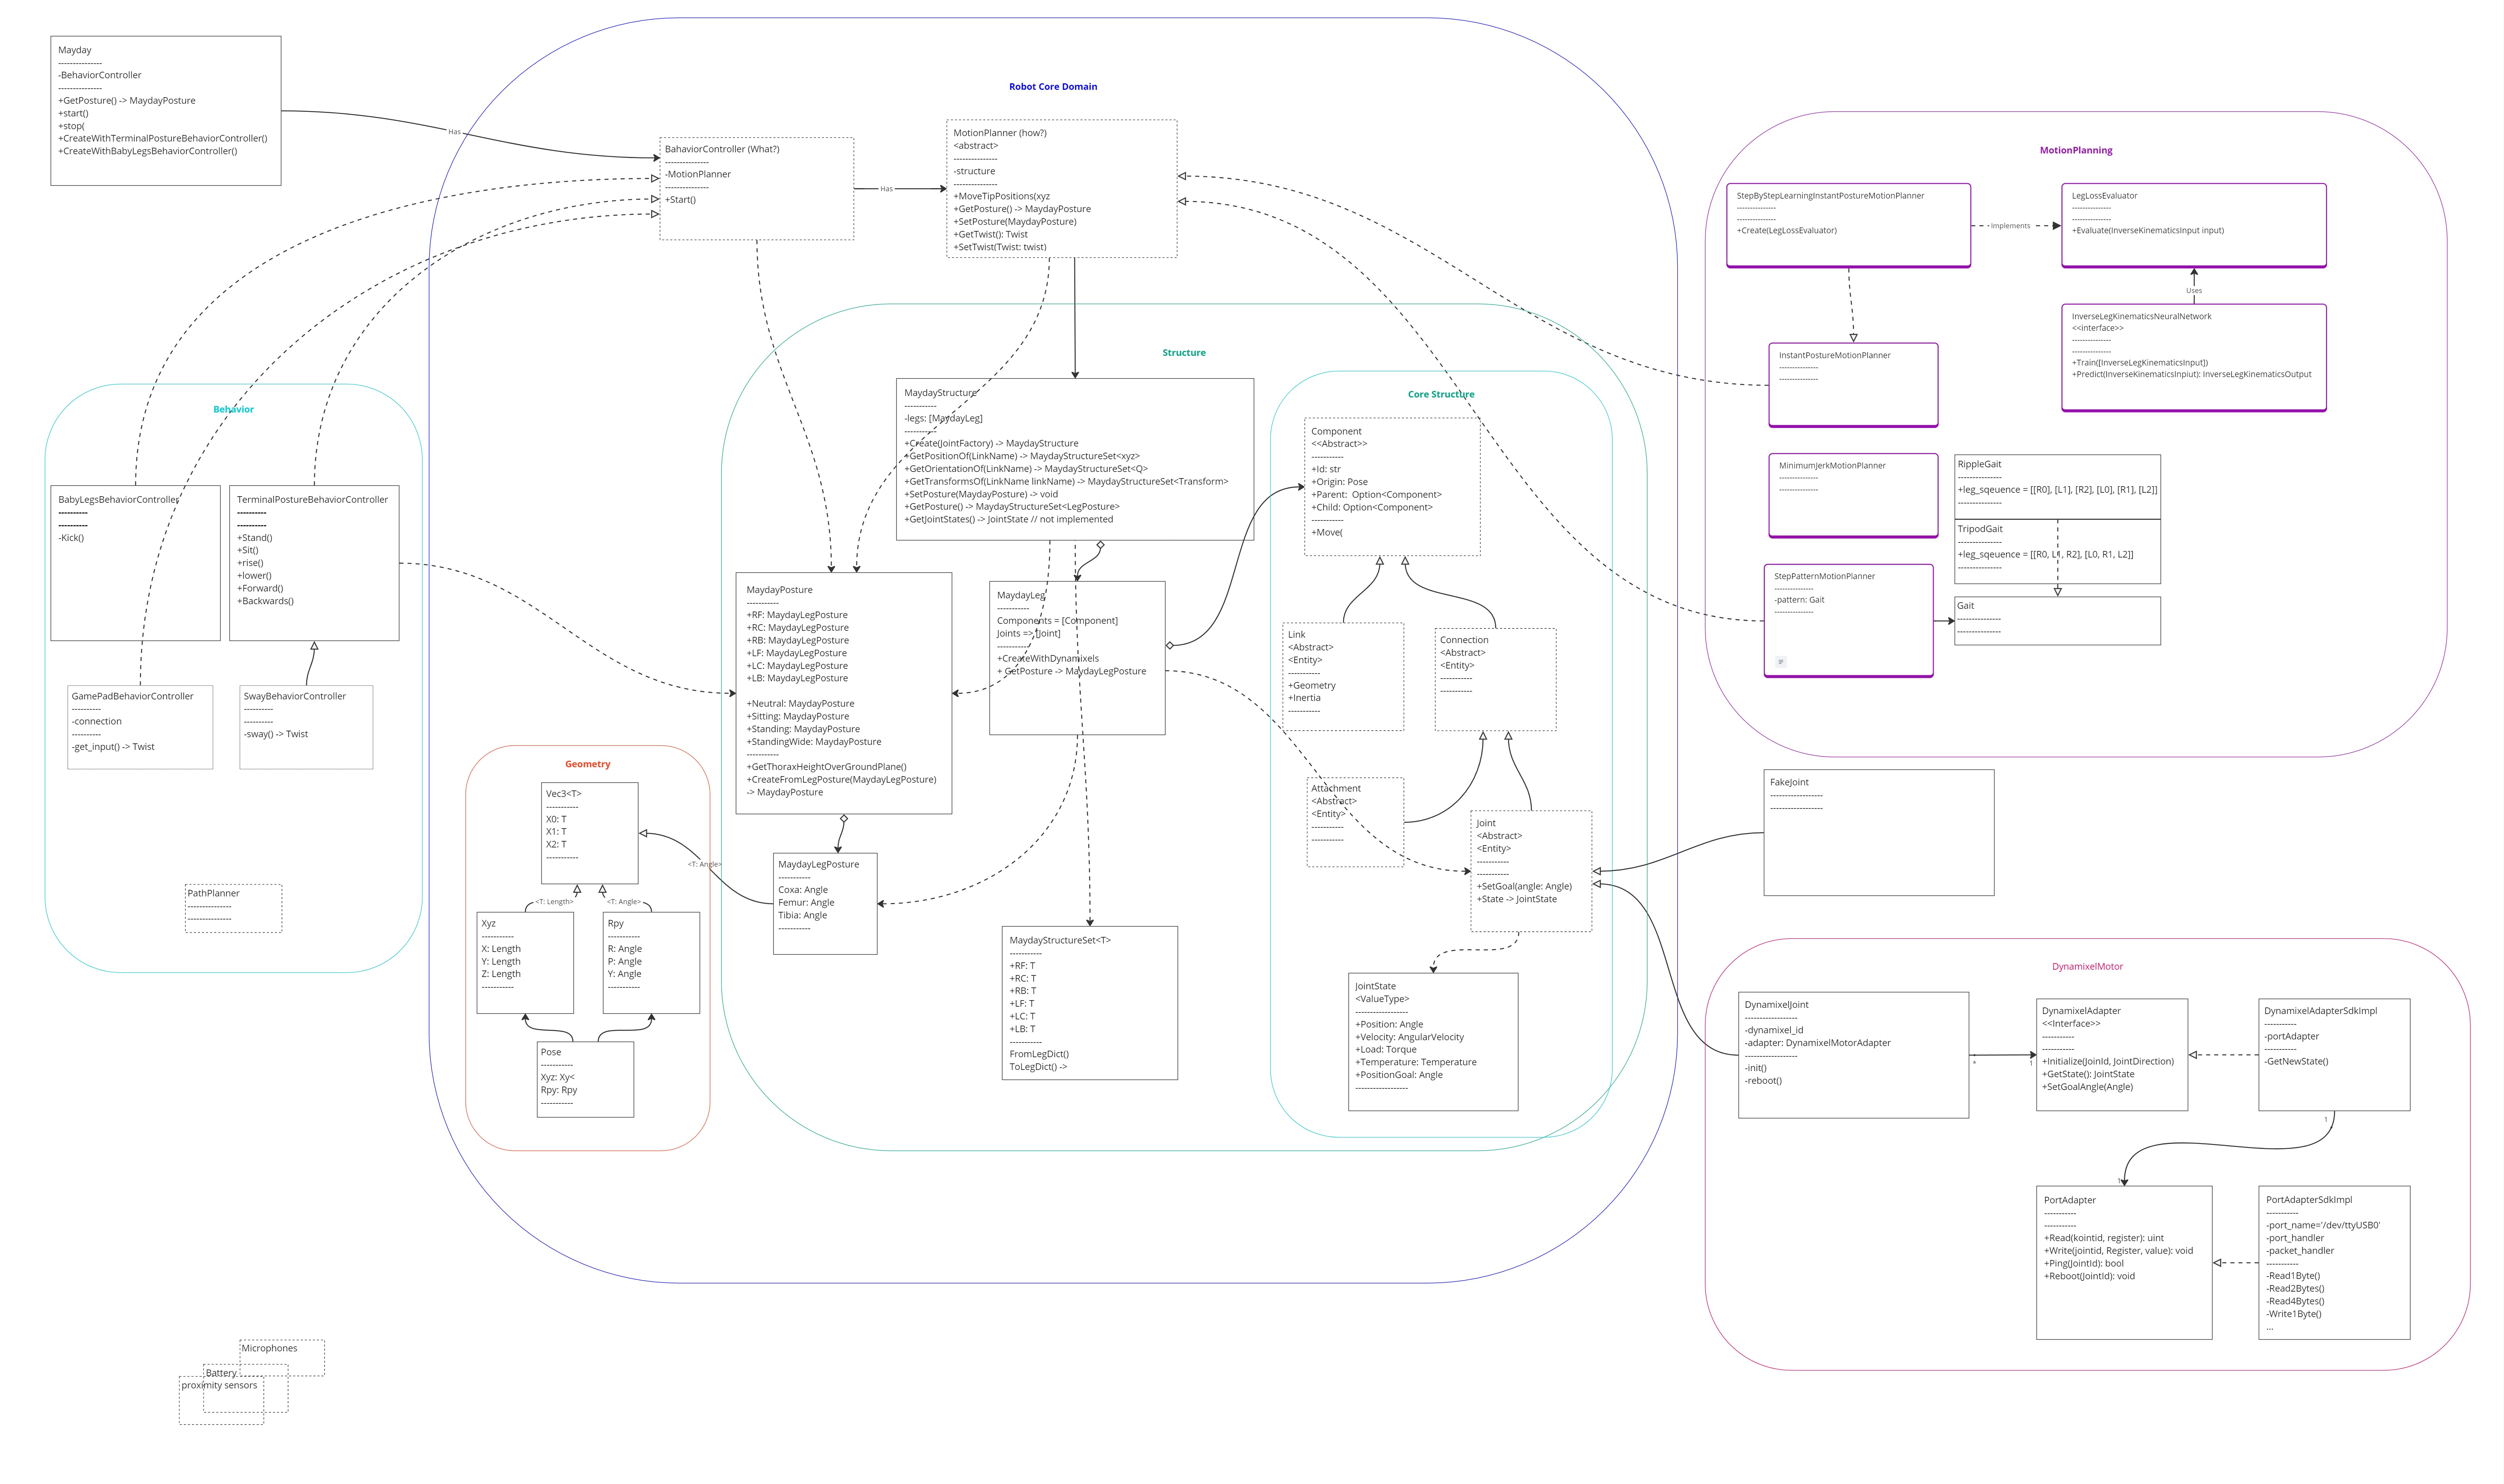 Mayday
---------------
-BehaviorController
---------------
+GetPosture() -> MaydayPosture
+start()
+stop(
+CreateWithTerminalPostureBehaviorController()
+CreateWithBabyLegsBehaviorController()
Has
Robot Core Domain
BahaviorController (What?)
---------------
-MotionPlanner
---------------
+Start()
Has
MotionPlanner (how?)
<abstract>
---------------
-structure
---------------
+MoveTipPositions(xyz
+GetPosture() -> MaydayPosture
+SetPosture(MaydayPosture)
+GetTwist(): Twist
+SetTwist(Twist: twist)
MotionPlanning
StepByStepLearningInstantPostureMotionPlanner
---------------
---------------
+Create(LegLossEvaluator)
Implements
LegLossEvaluator
---------------
---------------
+Evaluate(InverseKinematicsInput input)
Uses
InverseLegKinematicsNeuralNetwork
<<interface>>
---------------
---------------
+Train([InverseLegKinematicsInput])
+Predict(InverseKinematicsInput): InverseLegKinematicsOutput
InstantPostureMotionPlanner
---------------
---------------
MinimumJerkMotionPlanner
---------------
---------------
RippleGait
---------------
+leg_sqeuence = [[R0], [L1], [R2], [L0], [R1], [L2]]
---------------
TripodGait
---------------
+leg_sqeuence = [[R0, L1, R2], [L0, R1, L2]]
---------------
StepPatternMotionPlanner
---------------
-pattern: Gait
---------------
Gait
---------------
---------------
Behavior
BabyLegsBehaviorController
----------
----------
-Kick()
TerminalPostureBehaviorController
----------
----------
+Stand()
+Sit()
+rise()
+lower()
+Forward()
+Backwards()
GamePadBehaviorController
----------
-connection
----------
-get_input() -> Twist
SwayBehaviorController
----------
----------
-sway() -> Twist
PathPlanner
---------------
---------------
Structure
MaydayStructure
-----------
-legs: [MaydayLeg]
-----------
+Create(JointFactory) -> MaydayStructure
+GetPositionOf(LinkName) -> MaydayStructureSet<xyz>
+GetOrientationOf(LinkName) -> MaydayStructureSet<Q>
+GetTransformsOf(LinkName linkName) -> MaydayStructureSet<Transform>
+SetPosture(MaydayPosture) -> void
+GetPosture() -> MaydayStructureSet<LegPosture>
+GetJointStates() -> JointState // not implemented
MaydayPosture
-----------
+RF: MaydayLegPosture
+RC: MaydayLegPosture
+RB: MaydayLegPosture
+LF: MaydayLegPosture
+LC: MaydayLegPosture
+LB: MaydayLegPosture
+Neutral: MaydayPosture
+Sitting: MaydayPosture
+Standing: MaydayPosture
+StandingWide: MaydayPosture
-----------
+GetThoraxHeightOverGroundPlane()
+CreateFromLegPosture(MaydayLegPosture)
-> MaydayPosture
MaydayLeg
-----------
Components = [Component]
Joints => [Joint]
-----------
+CreateWithDynamixels
+ GetPosture -> MaydayLegPosture
MaydayLegPosture
-----------
Coxa: Angle
Femur: Angle
Tibia: Angle
-----------
MaydayStructureSet<T>
-----------
+RF: T
+RC: T
+RB: T
+LF: T
+LC: T
+LB: T
-----------
FromLegDict()
ToLegDict() ->
Core Structure
Component
<<Abstract>>
-----------
+Id: str
+Origin: Pose
+Parent: Option<Component>
+Child: Option<Component>
-----------
+Move(
Link
<Abstract>
<Entity>
-----------
+Geometry
+Inertia
-----------
Connection
<Abstract>
<Entity>
-----------
-----------
Attachment
<Abstract>
<Entity>
-----------
-----------
Joint
<Abstract>
<Entity>
-----------
-----------
+SetGoal(angle: Angle)
+State -> JointState
JointState
<ValueType>
------------------
+Position: Angle
+Velocity: AngularVelocity
+Load: Torque
+Temperature: Temperature
+PositionGoal: Angle
------------------
Geometry
Vec3<T>
-----------
X0: T
X1: T
X2: T
-----------
<T: Angle>
<T: Length>
<T: Angle>
Xyz
-----------
X: Length
Y: Length
Z: Length
-----------
Rpy
-----------
R: Angle
P: Angle
Y: Angle
-----------
Pose
-----------
Xyz: Xy<
Rpy: Rpy
-----------
FakeJoint
------------------
------------------
DynamixelMotor
DynamixelJoint
------------------
-dynamixel_id
-adapter: DynamixelMotorAdapter
------------------
-init()
-reboot()
*
1
DynamixelAdapter
<<Interface>>
-----------
-----------
+Initialize(JoinId, JointDirection)
+GetState(): JointState
+SetGoalAngle(Angle)
DynamixelAdapterSdkImpl
-----------
-portAdapter
-----------
-GetNewState()
1
1
PortAdapter
-----------
-----------
+Read(kointid, register): uint
+Write(jointid, Register, value): void
+Ping(JointId): bool
+Reboot(JointId): void
PortAdapterSdkImpl
-----------
-port_name='/dev/ttyUSB0'
-port_handler
-packet_handler
-----------
-Read1Byte()
-Read2Bytes()
-Read4Bytes()
-Write1Byte()
...
Microphones
Battery
proximity sensors